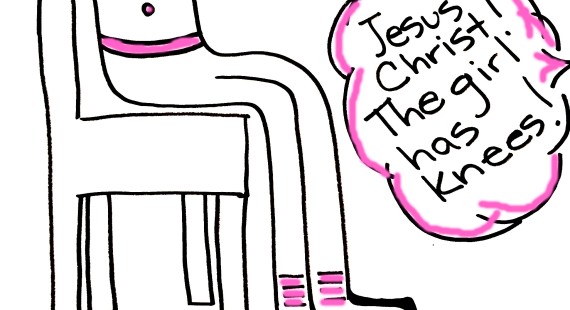 Jesus
Christ!
The girl
has
knees.